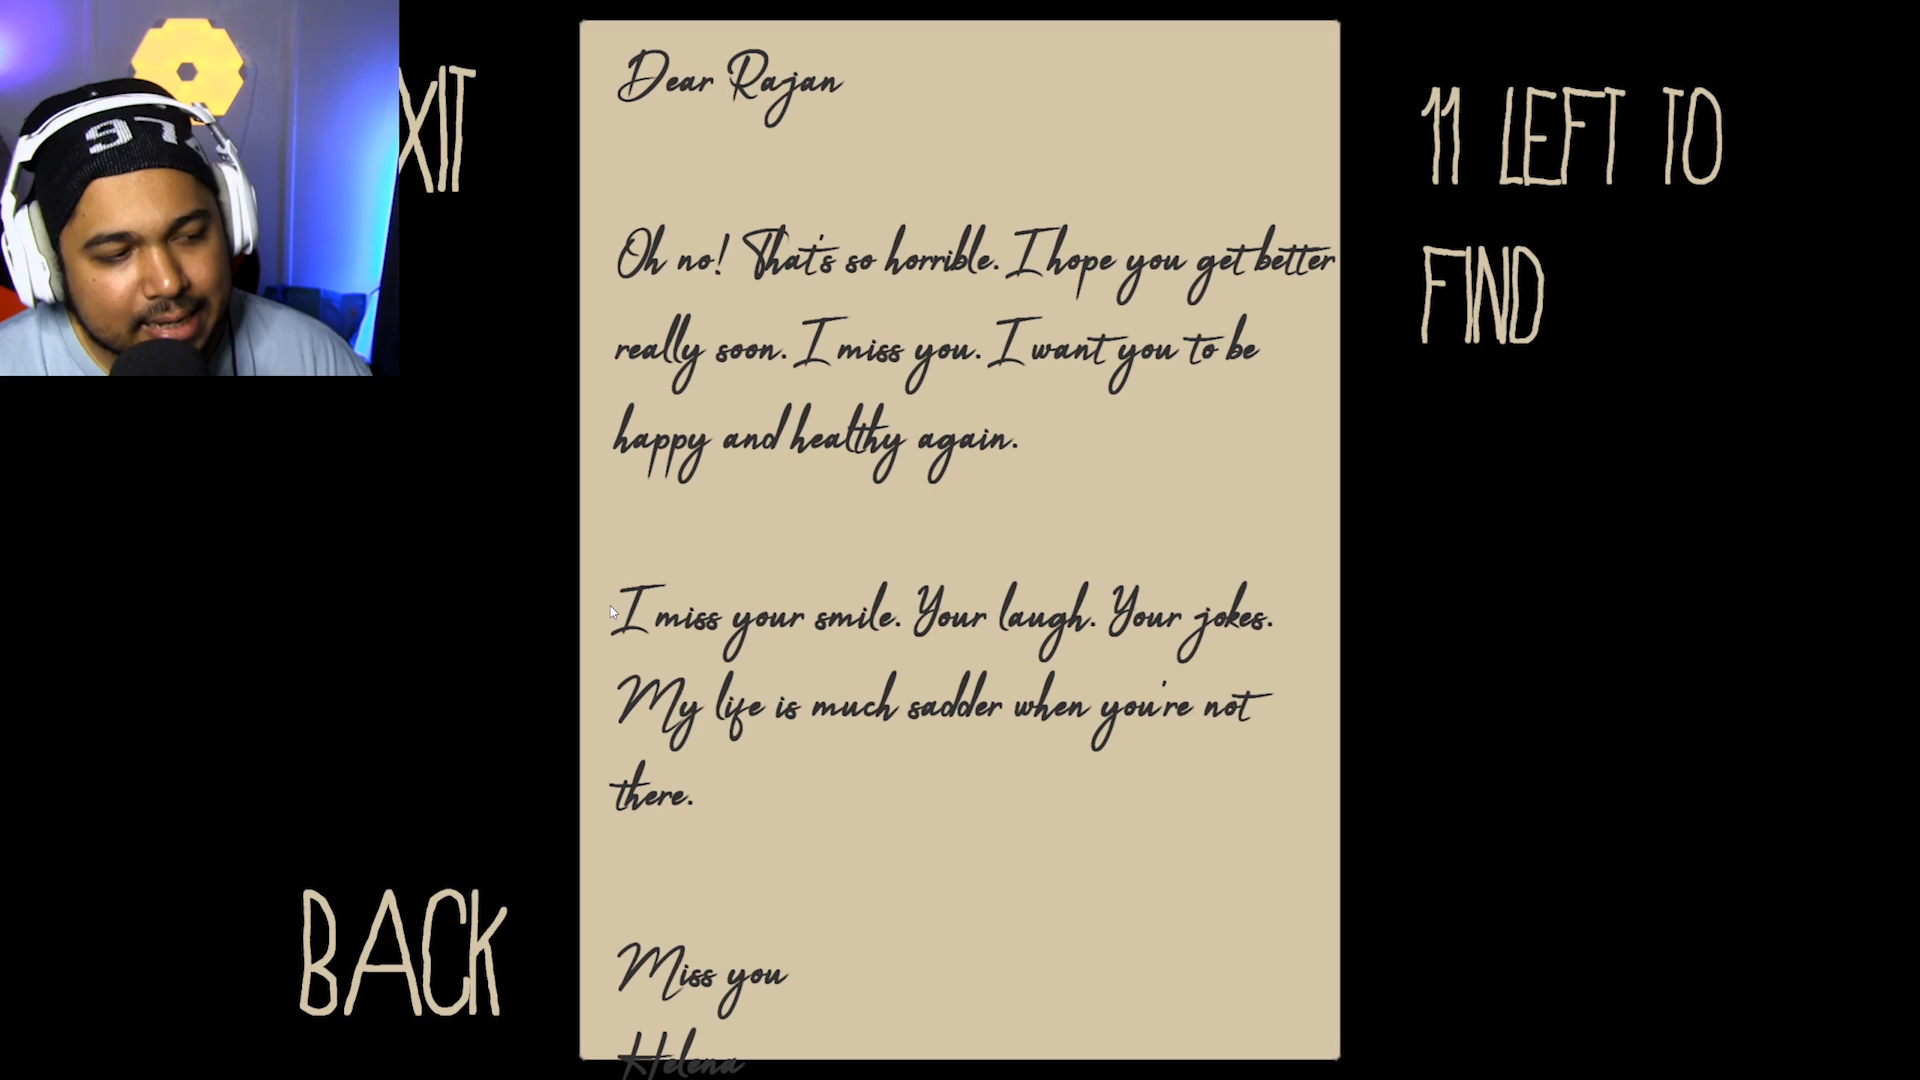 97
XIT
Dear Rajan
Oh no! That's so horrible. I hope you get better
really soon. I miss you. I want you to be
happy and healthy again.
I miss your smile. Your laugh. Your jokes.
My life is much sadder when you're not
there.
Miss you
Helena
11 LEFT TO
FIND
BACK